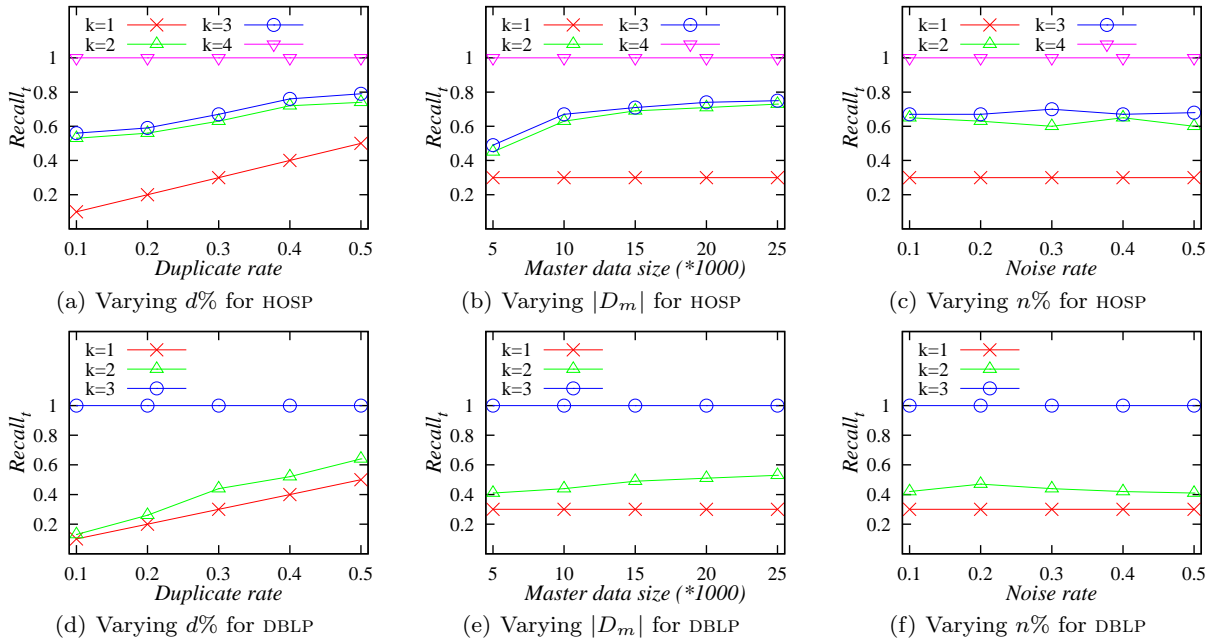 k=1 k=3
k=2 k=4
Recall_t
1
0.8
0.6
0.4
0.2
0.1 0.2 0.3 0.4 0.5
Duplicate rate
(a) Varying d% for HOSP
k=1 k=3
k=2 k=4
Recall_t
1
0.8
0.6
0.4
0.2
5 10 15 20 25
Master data size (*1000)
(b) Varying |D_m| for HOSP
k=1 k=3
k=2 k=4
Recall_t
1
0.8
0.6
0.4
0.2
0.1 0.2 0.3 0.4 0.5
Noise rate
(c) Varying n% for HOSP
k=1
k=2
k=3
Recall_t
1
0.8
0.6
0.4
0.2
0.1 0.2 0.3 0.4 0.5
Duplicate rate
(d) Varying d% for DBLP
k=1
k=2
k=3
Recall_t
1
0.8
0.6
0.4
0.2
5 10 15 20 25
Master data size (*1000)
(e) Varying |D_m| for DBLP
k=1
k=2
k=3
Recall_t
1
0.8
0.6
0.4
0.2
0.1 0.2 0.3 0.4 0.5
Noise rate
(f) Varying n% for DBLP